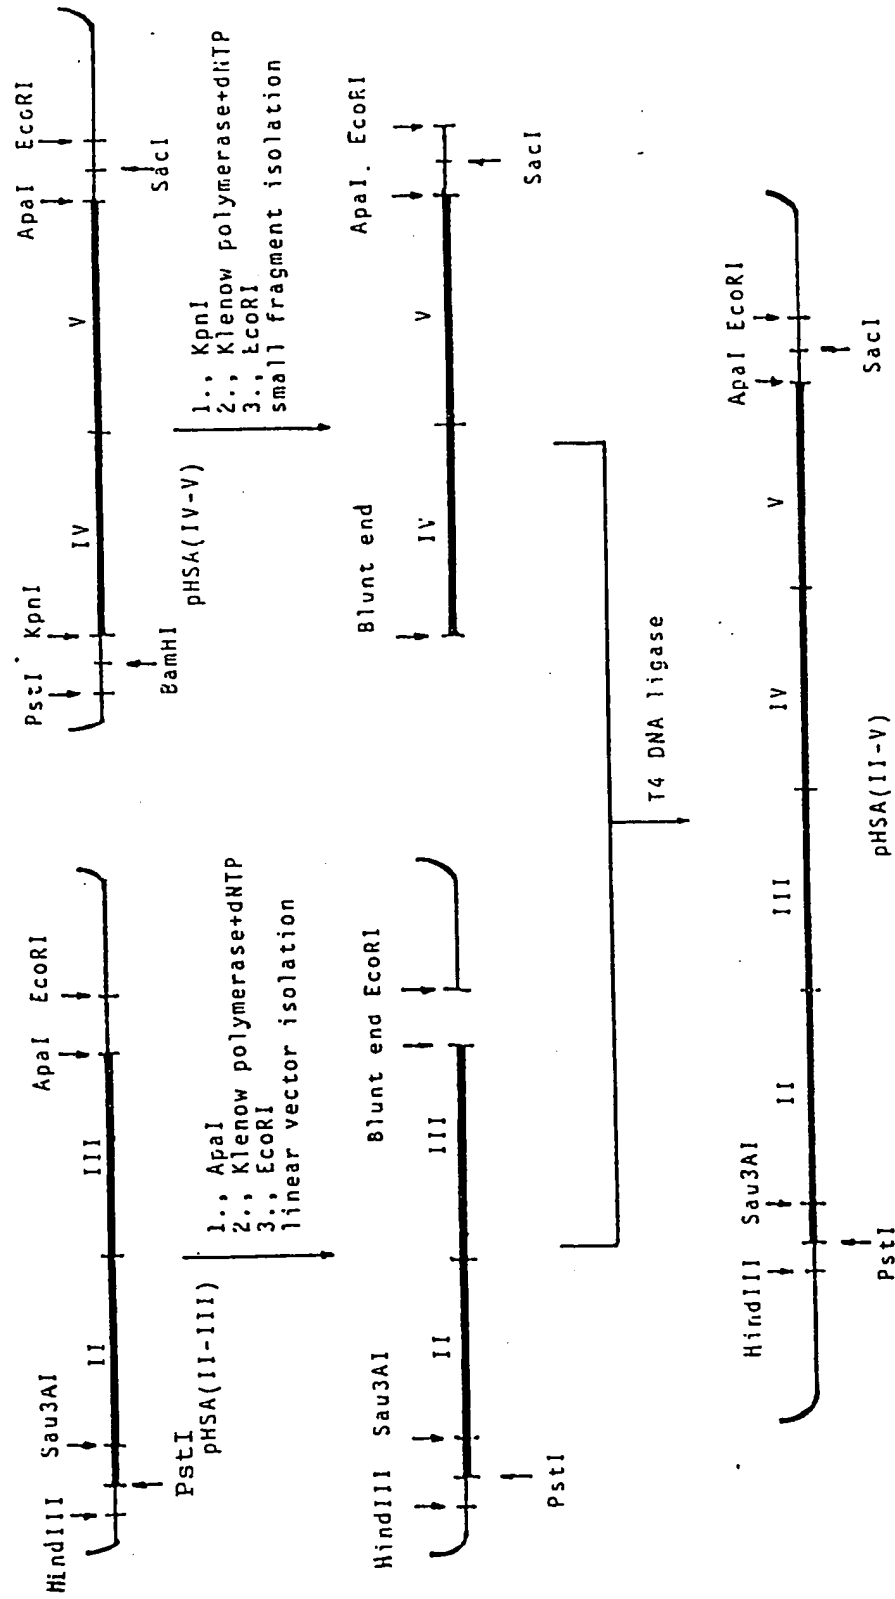 HindIII Sau3AI ApaI EcoRI
II III
PstI
pHSA(II-III)
1., ApaI
2., Klenow polymerase+dNTP
3., EcoRI
linear vector isolation
PstI KpnI ApaI EcoRI
IV V
BamHI SacI
pHSA(IV-V)
1., KpnI
2., Klenow polymerase+dNTP
3., EcoRI
small fragment isolation
HindIII Sau3AI Blunt end EcoRI
II III
PstI
Blunt end ApaI. EcoRI
IV V
SacI
T4 DNA ligase
HindIII Sau3AI ApaI EcoRI
II III IV V
PstI SacI
pHSA(II-V)